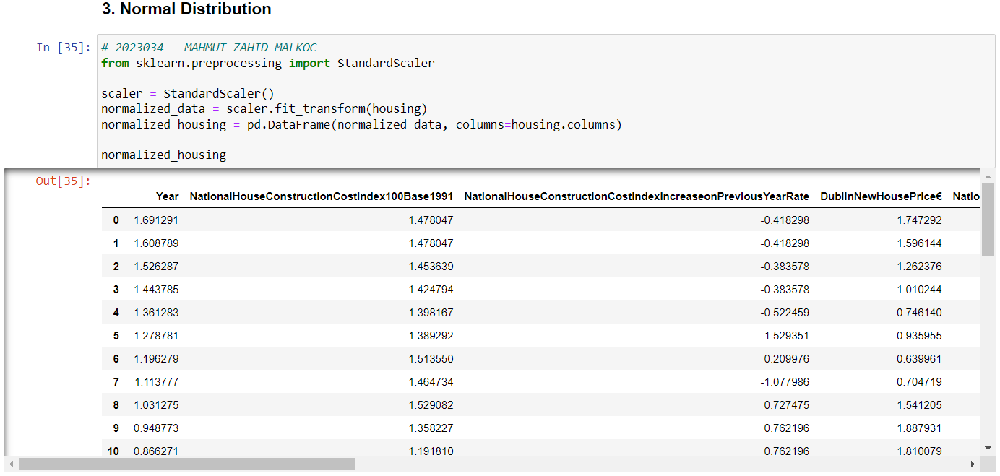 3. Normal Distribution
In [35]:
# 2023034 - MAHMUT ZAHID MALKOC
from sklearn.preprocessing import StandardScaler
scaler = StandardScaler()
normalized_data = scaler.fit_transform(housing)
normalized_housing = pd.DataFrame(normalized_data, columns=housing.columns)
normalized_housing
Out[35]:
Year NationalHouseConstructionCostIndex100Base1991 NationalHouseConstructionCostIndexIncreaseonPreviousYearRate DublinNewHousePrice€ Natio
0 1.691291 1.478047 -0.418298 1.747292
1 1.608789 1.478047 -0.418298 1.596144
2 1.526287 1.453639 -0.383578 1.262376
3 1.443785 1.424794 -0.383578 1.010244
4 1.361283 1.398167 -0.522459 0.746140
5 1.278781 1.389292 -1.529351 0.935955
6 1.196279 1.513550 -0.209976 0.639961
7 1.113777 1.464734 -1.077986 0.704719
8 1.031275 1.529082 0.727475 1.541205
9 0.948773 1.358227 0.762196 1.887931
10 0.866271 1.191810 0.762196 1.810079